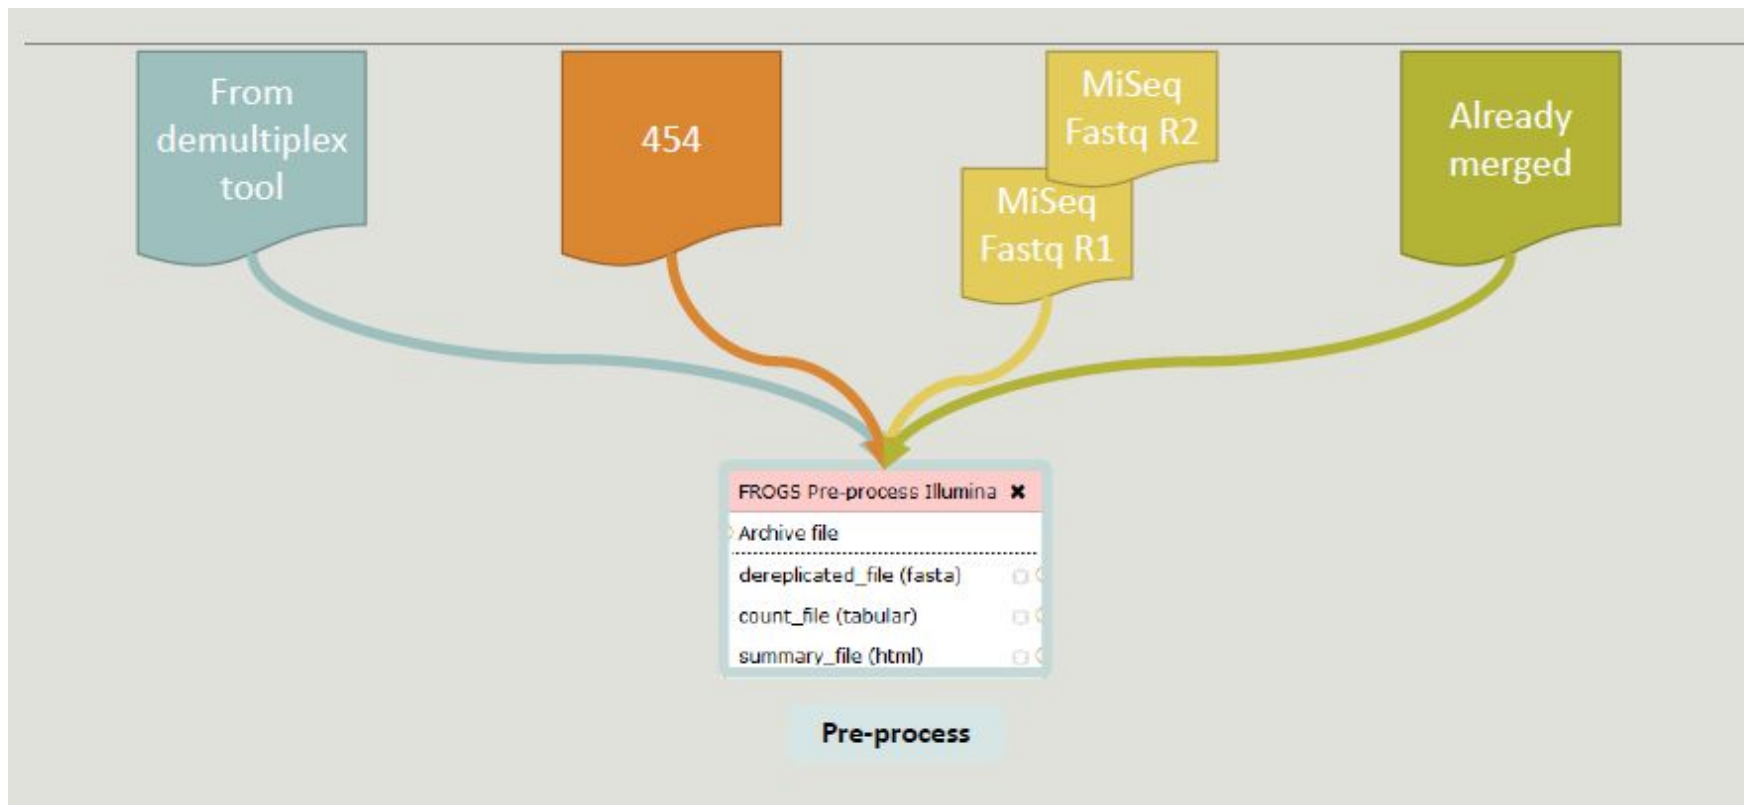 From
demultiplex
tool
454
MiSeq
Fastq R2
MiSeq
Fastq R1
Already
merged
FROGS Pre-process Illumina ✖
Archive file
dereplicated_file (fasta)
count_file (tabular)
summary_file (html)
Pre-process